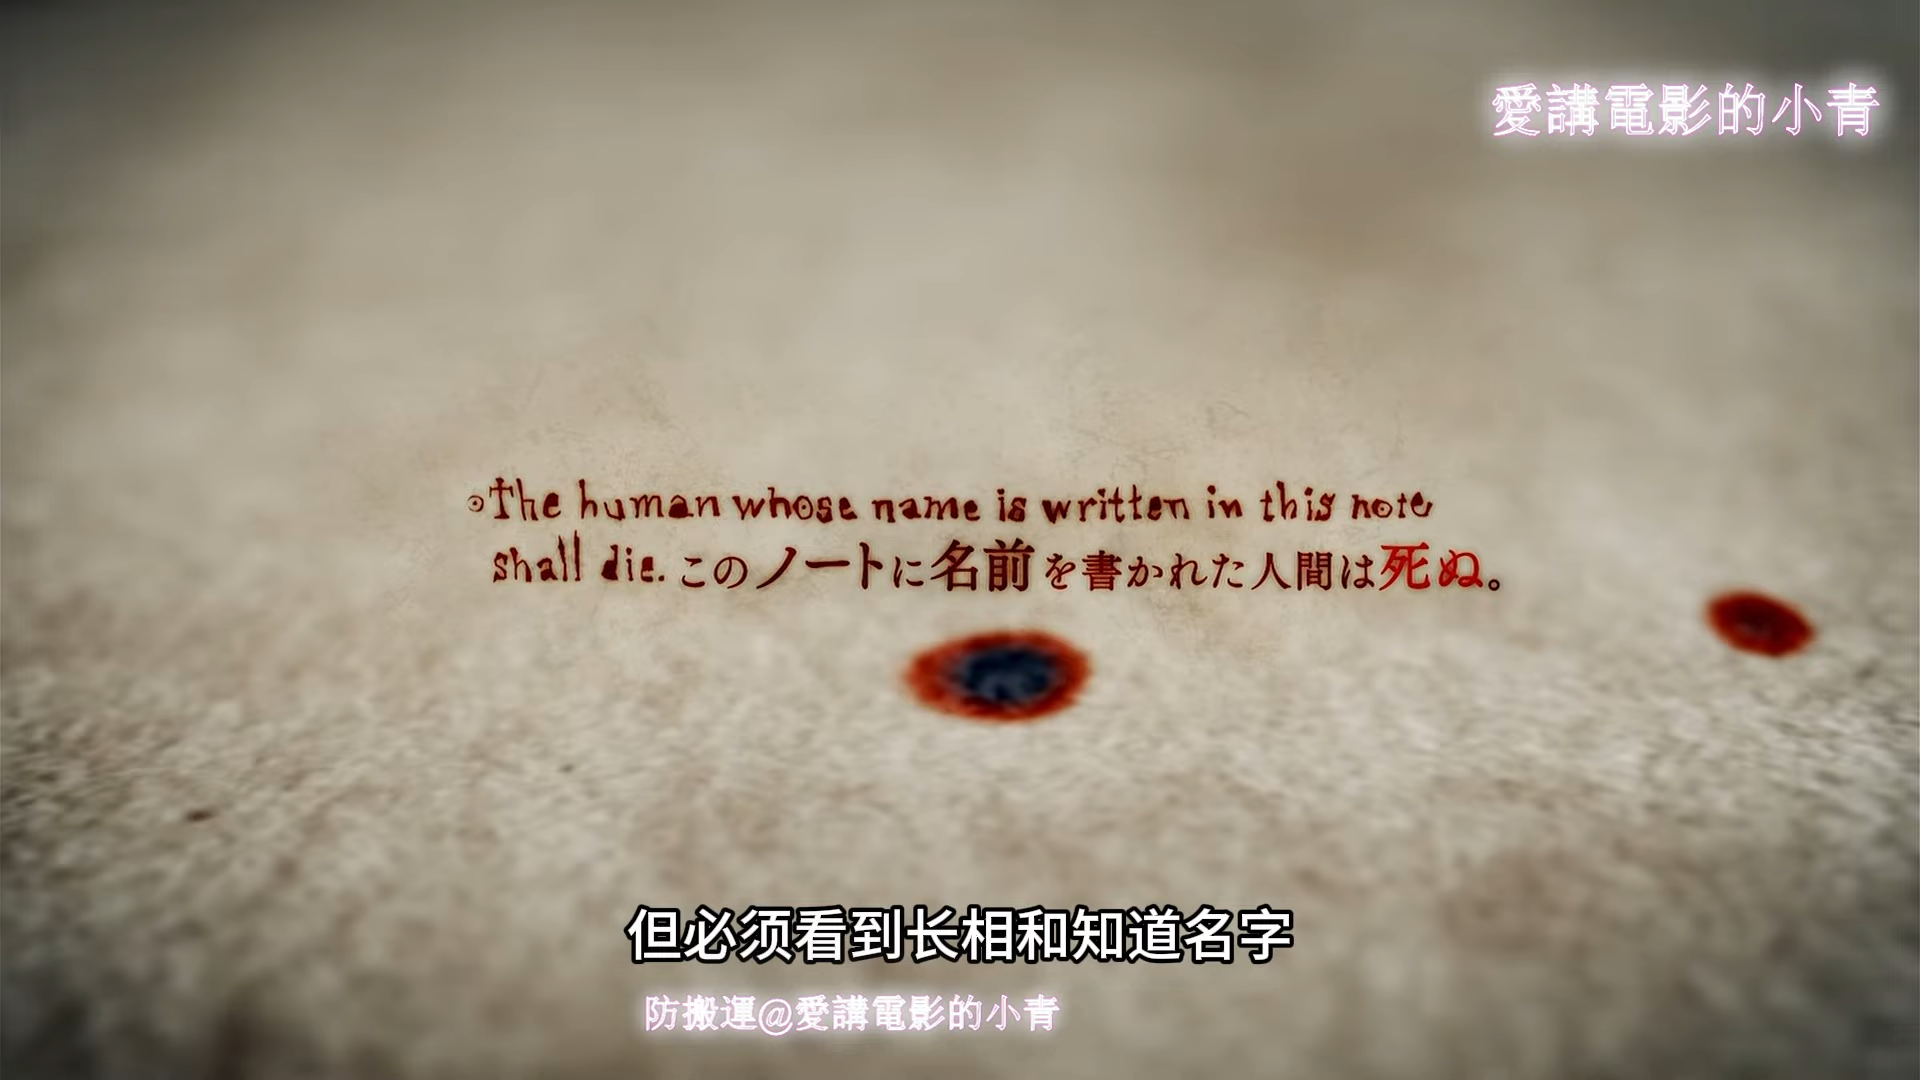 愛講電影的小青
The human whose name is written in this note
shall die. このノートに名前を書かれた人間は死ぬ。
但必须看到长相和知道名字
防搬運@愛講電影的小青